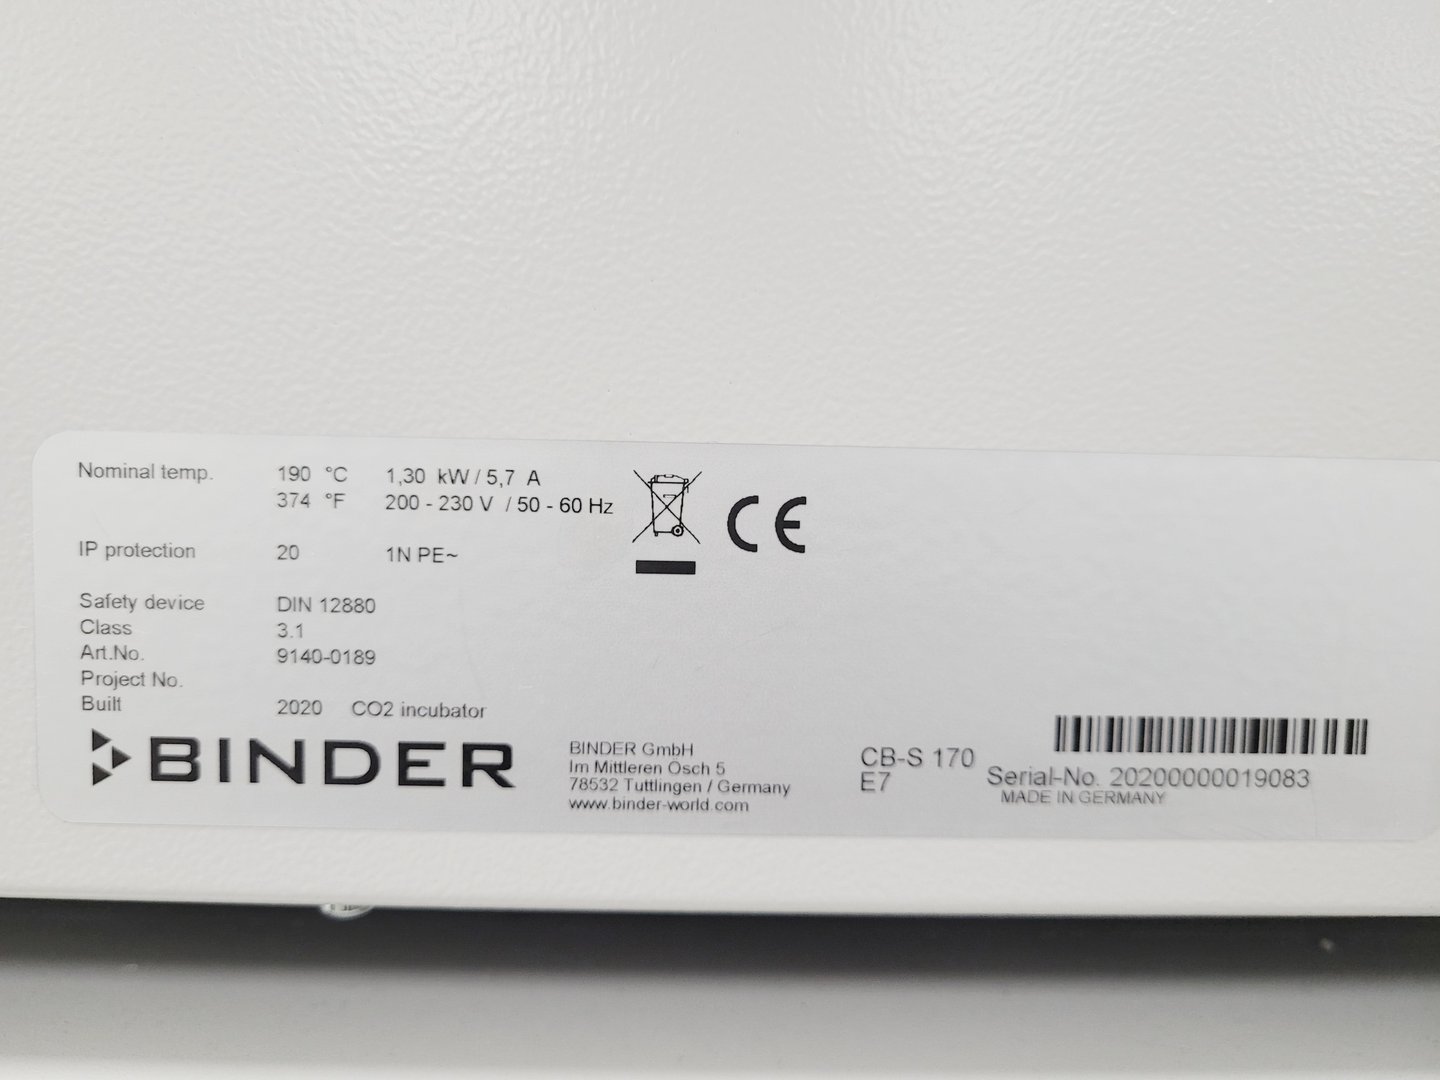 Nominal temp. 190 °C 1,30 kW / 5,7 A
374 °F 200 - 230 V / 50 - 60 Hz
IP protection 20 1N PE~
Safety device DIN 12880
Class 3.1
Art.No. 9140-0189
Project No.
Built 2020 CO2 incubator
CE
BINDER
BINDER GmbH
Im Mittleren Ösch 5
78532 Tuttlingen / Germany
www.binder-world.com
CB-S 170
E7
Serial-No. 20200000019083
MADE IN GERMANY